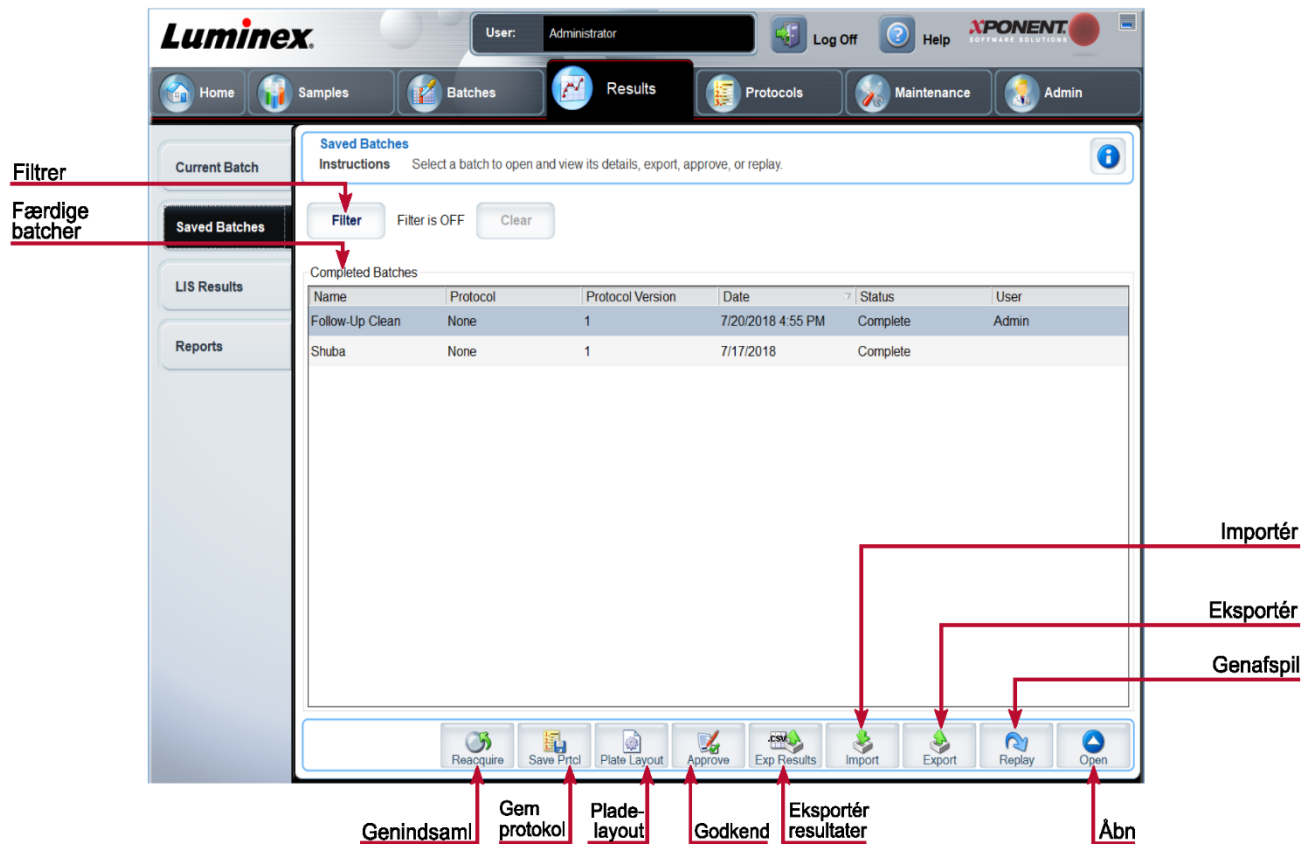 Luminex.
User: Administrator
Log Off
Help
XPONENT.
SOFTWARE SOLUTIONS
Home
Samples
Batches
Results
Protocols
Maintenance
Admin
Current Batch
Saved Batches
LIS Results
Reports
Saved Batches
Instructions Select a batch to open and view its details, export, approve, or replay.
Filter
Filter is OFF
Clear
Completed Batches
Name Protocol Protocol Version Date Status User
Follow-Up Clean None 1 7/20/2018 4:55 PM Complete Admin
Shuba None 1 7/17/2018 Complete
Reacquire
Save Prtcl
Plate Layout
Approve
.CSV
Exp Results
Import
Export
Replay
Open
Filtrer
Færdige
batcher
Importér
Eksportér
Genafspil
Genindsaml
Gem
protokol
Plade-
layout
Godkend
Eksportér
resultater
Åbn